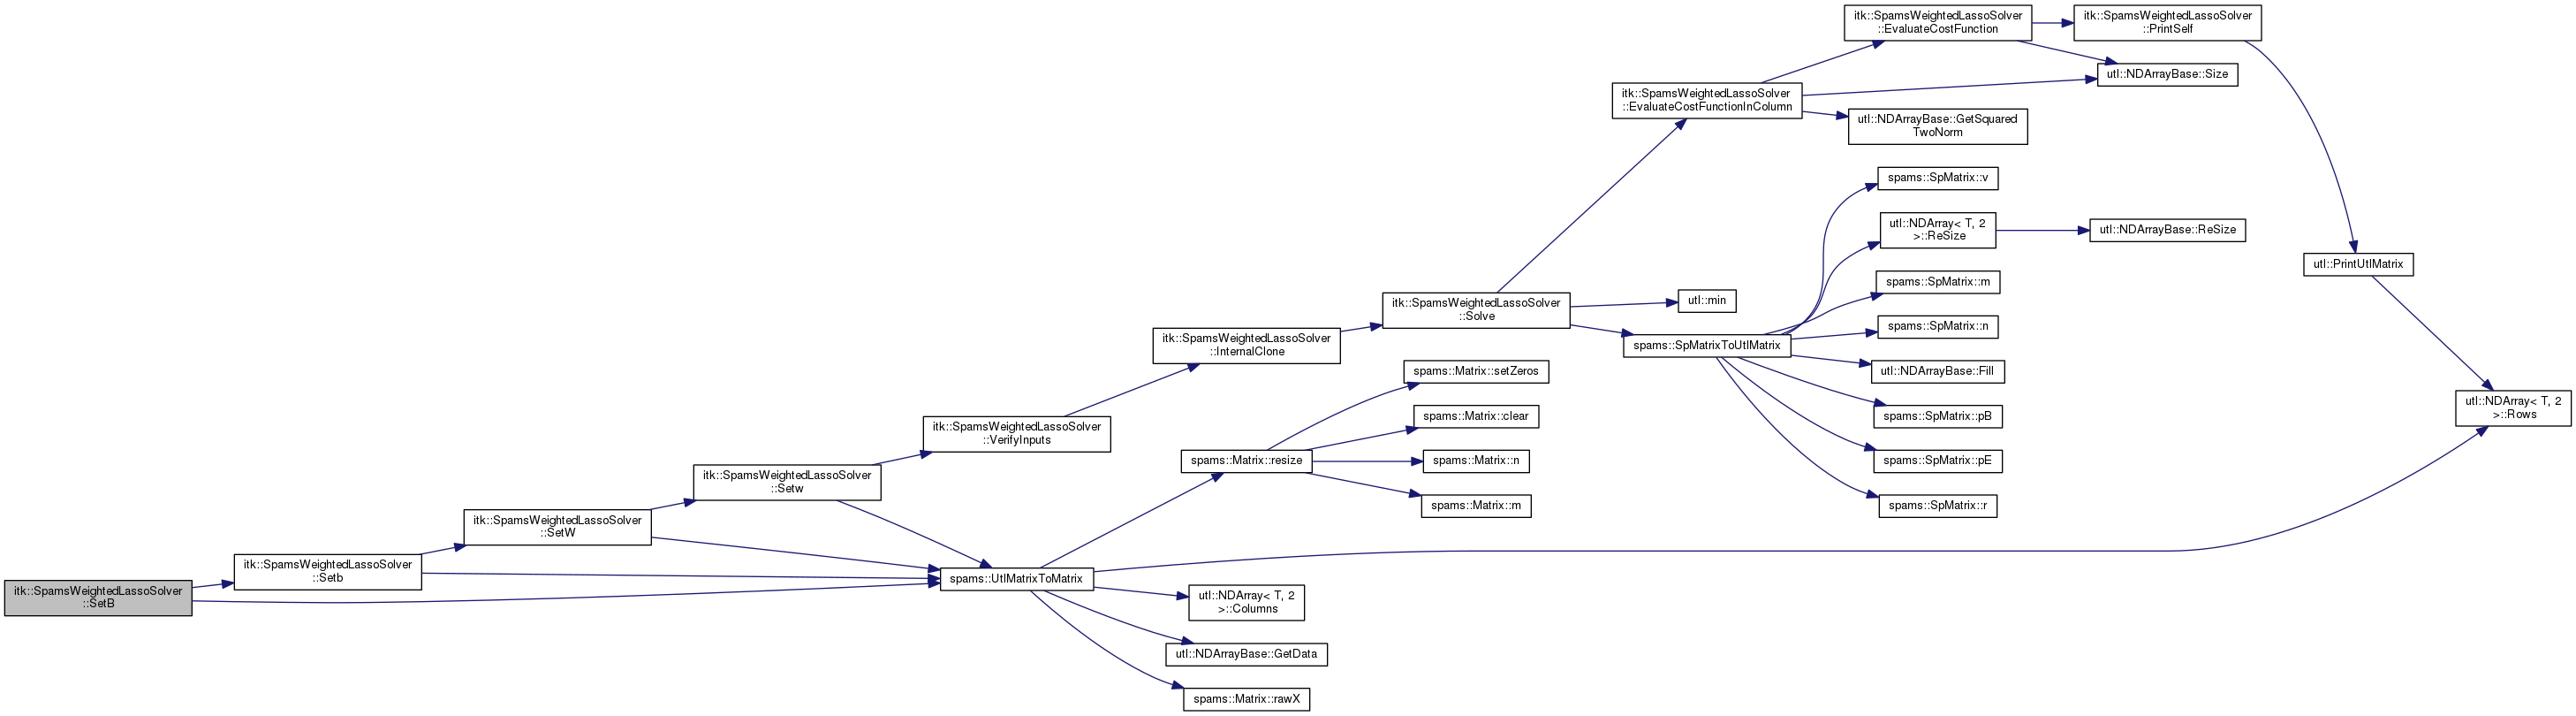 itk::SpamsWeightedLassoSolver
::SetB
itk::SpamsWeightedLassoSolver
::Setb
itk::SpamsWeightedLassoSolver
::SetW
itk::SpamsWeightedLassoSolver
::Setw
itk::SpamsWeightedLassoSolver
::VerifyInputs
itk::SpamsWeightedLassoSolver
::InternalClone
itk::SpamsWeightedLassoSolver
::Solve
itk::SpamsWeightedLassoSolver
::EvaluateCostFunctionInColumn
itk::SpamsWeightedLassoSolver
::EvaluateCostFunction
itk::SpamsWeightedLassoSolver
::PrintSelf
utl::NDArrayBase::Size
utl::NDArrayBase::GetSquared
TwoNorm
utl::PrintUtlMatrix
utl::NDArray< T, 2
>::Rows
utl::min
spams::SpMatrixToUtlMatrix
spams::SpMatrix::v
utl::NDArray< T, 2
>::ReSize
utl::NDArrayBase::ReSize
spams::SpMatrix::m
spams::SpMatrix::n
utl::NDArrayBase::Fill
spams::SpMatrix::pB
spams::SpMatrix::pE
spams::SpMatrix::r
spams::UtlMatrixToMatrix
spams::Matrix::resize
spams::Matrix::setZeros
spams::Matrix::clear
spams::Matrix::n
spams::Matrix::m
utl::NDArray< T, 2
>::Columns
utl::NDArrayBase::GetData
spams::Matrix::rawX